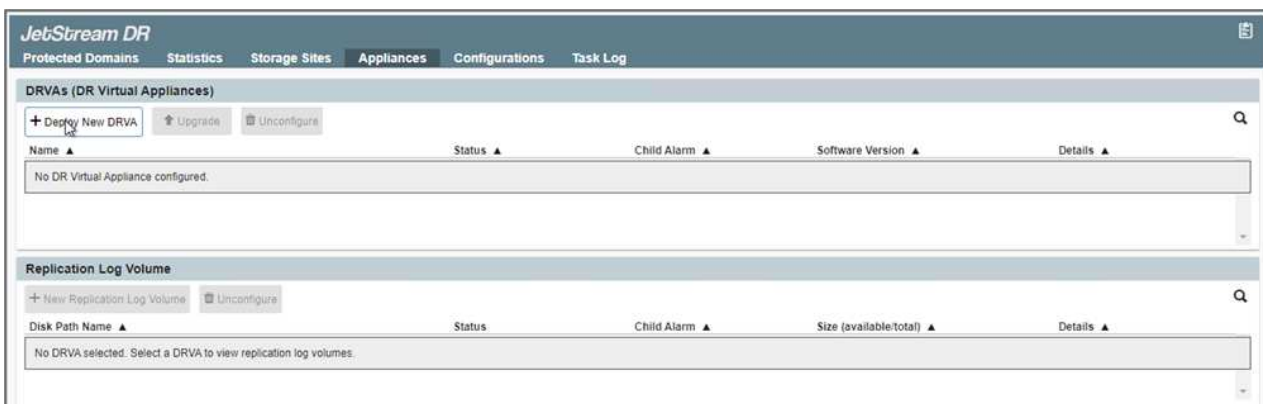 JetStream DR
Protected Domains Statistics Storage Sites Appliances Configurations Task Log
DRVAs (DR Virtual Appliances)
+ Deploy New DRVA Upgrade Unconfigure
Name ▲ Status ▲ Child Alarm ▲ Software Version ▲ Details ▲
No DR Virtual Appliance configured.
Replication Log Volume
+ New Replication Log Volume Unconfigure
Disk Path Name ▲ Status Child Alarm ▲ Size (available/total) ▲ Details ▲
No DRVA selected. Select a DRVA to view replication log volumes.